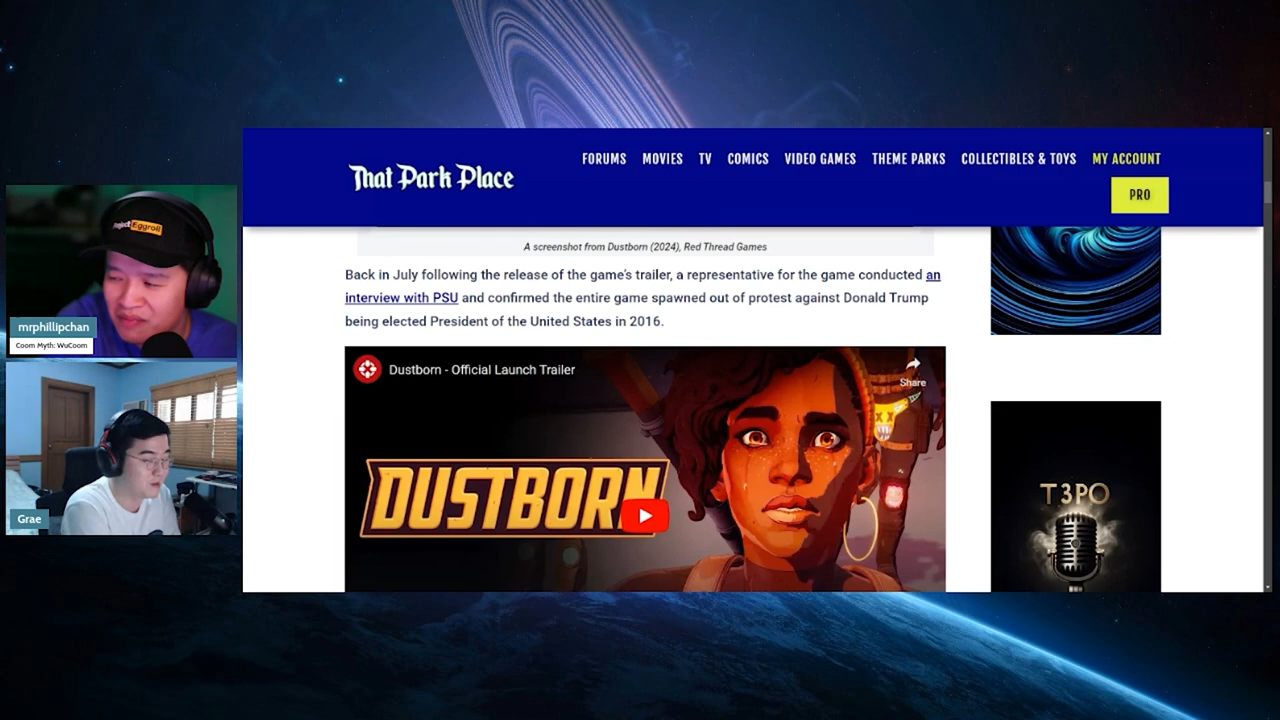 That Park Place
FORUMS MOVIES TV COMICS VIDEO GAMES THEME PARKS COLLECTIBLES & TOYS MY ACCOUNT
PRO
Project Eggroll
mrphillipchan
Coom Myth: WuCoom
Grae
A screenshot from Dustborn (2024), Red Thread Games
Back in July following the release of the game's trailer, a representative for the game conducted an
interview with PSU and confirmed the entire game spawned out of protest against Donald Trump
being elected President of the United States in 2016.
Dustborn - Official Launch Trailer
Share
DUSTBORN
T3PO